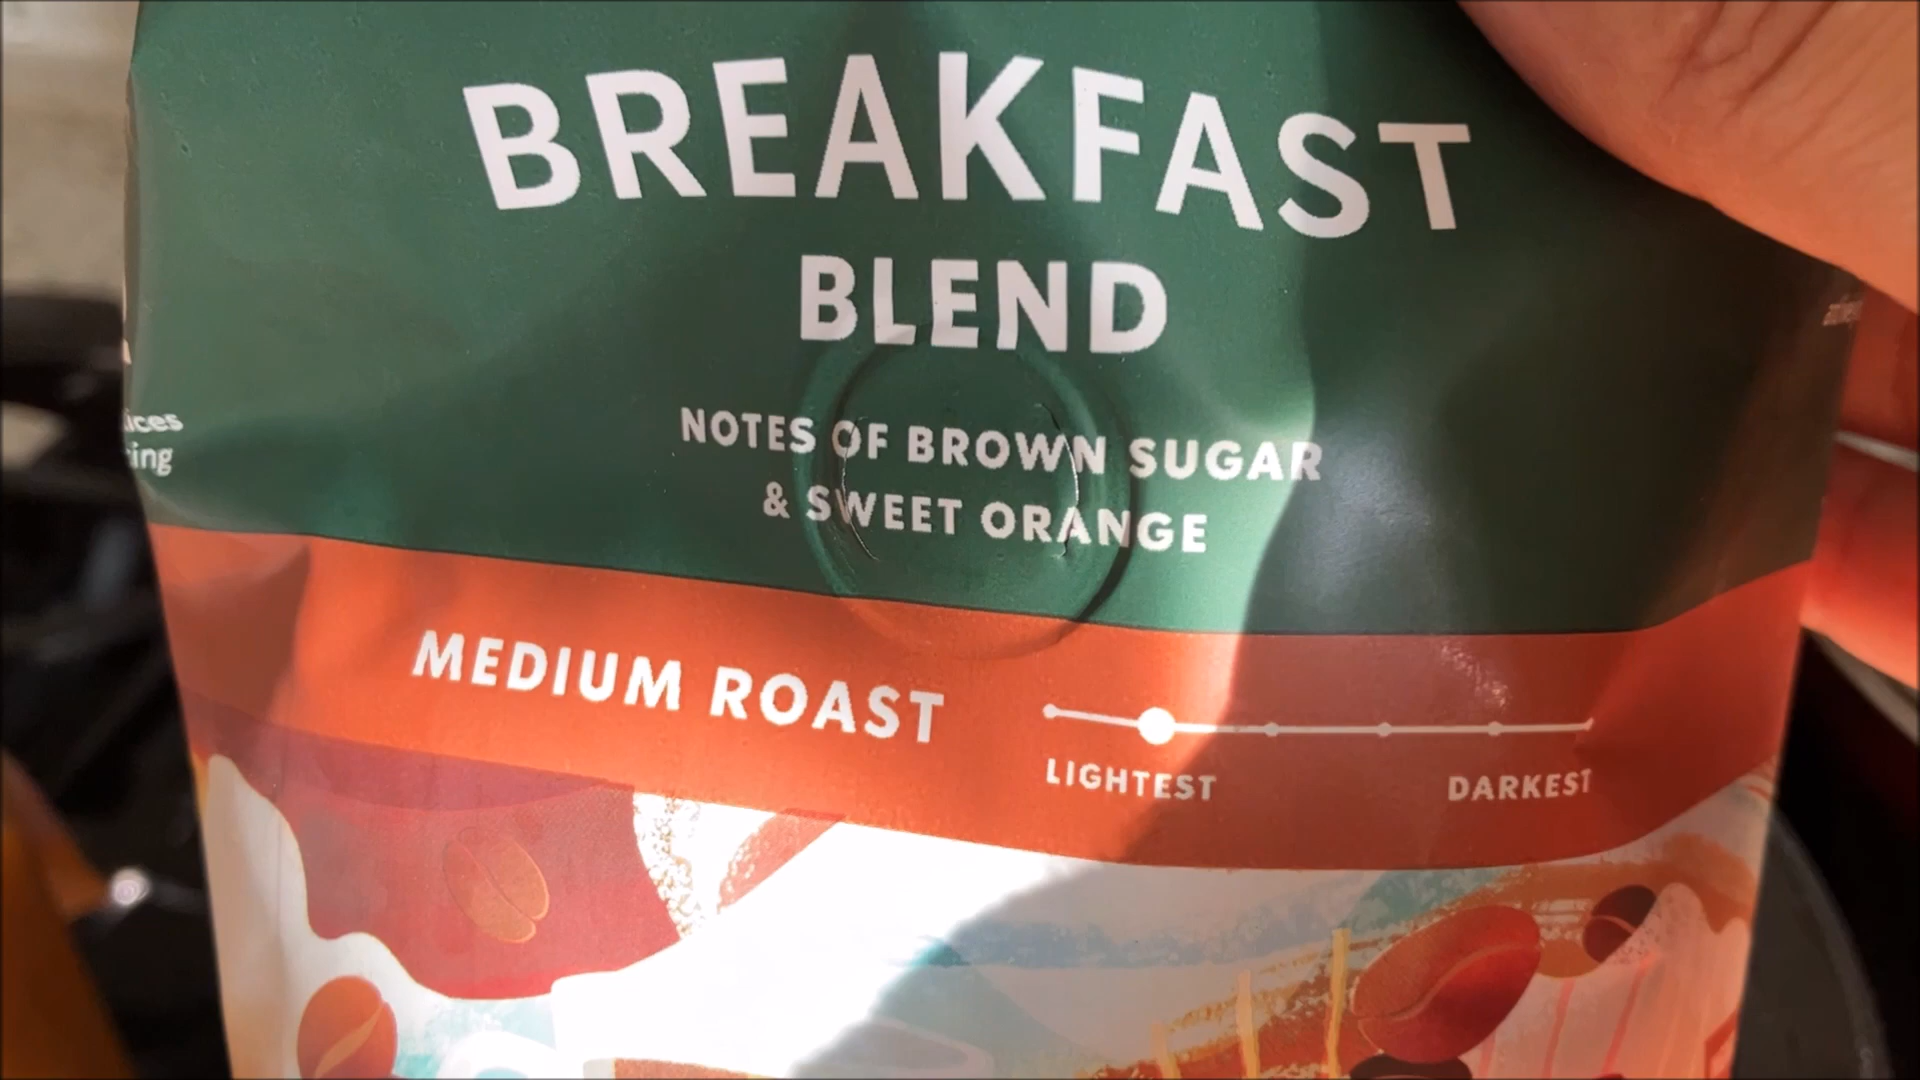 BREAKFAST
BLEND
NOTES OF BROWN SUGAR
& SWEET ORANGE
MEDIUM ROAST
LIGHTEST DARKEST